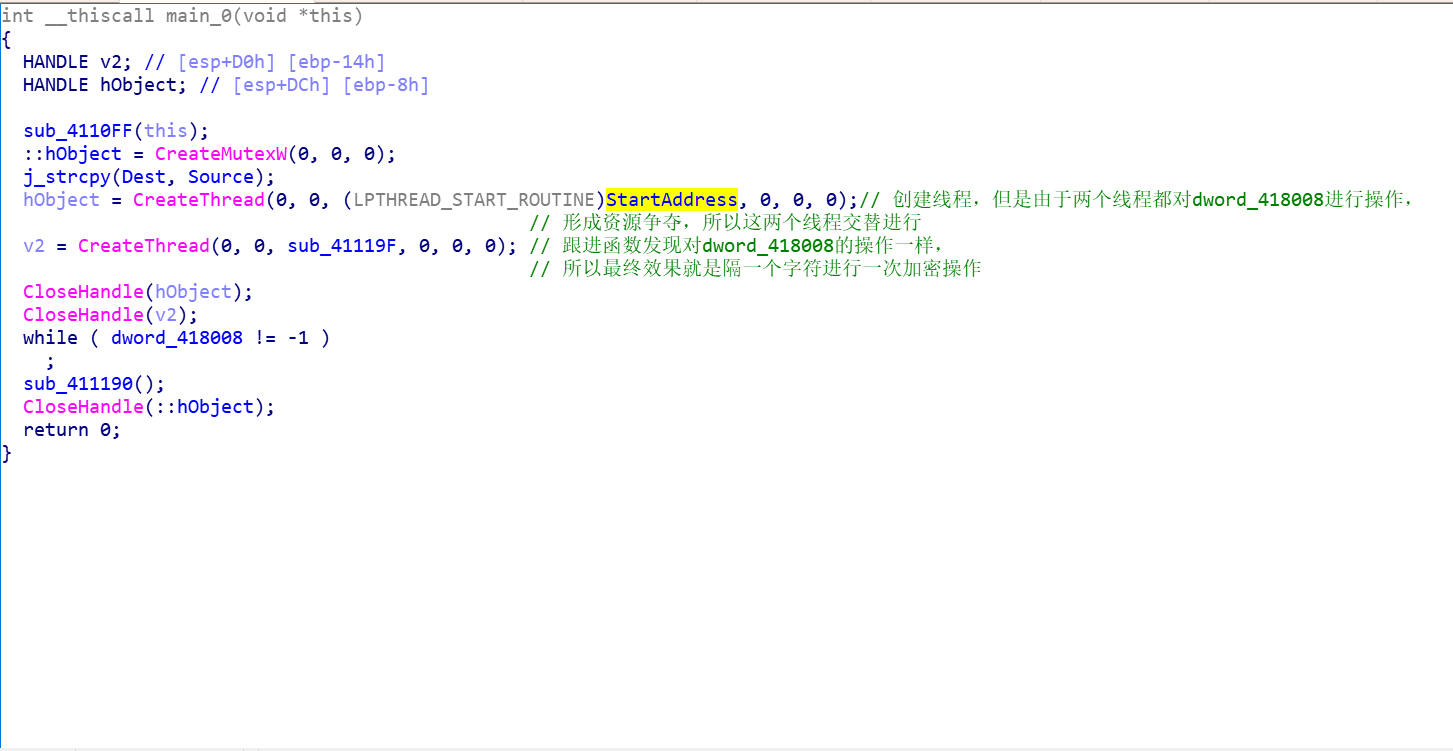 int __thiscall main_0(void *this)
{
  HANDLE v2; // [esp+D0h] [ebp-14h]
  HANDLE hObject; // [esp+DCh] [ebp-8h]

  sub_4110FF(this);
  ::hObject = CreateMutexW(0, 0, 0);
  j_strcpy(Dest, Source);
  hObject = CreateThread(0, 0, (LPTHREAD_START_ROUTINE)StartAddress, 0, 0, 0);// 创建线程，但是由于两个线程都对dword_418008进行操作，
                                                // 形成资源争夺，所以这两个线程交替进行
  v2 = CreateThread(0, 0, sub_41119F, 0, 0, 0); // 跟进函数发现对dword_418008的操作一样，
                                                // 所以最终效果就是隔一个字符进行一次加密操作
  CloseHandle(hObject);
  CloseHandle(v2);
  while ( dword_418008 != -1 )
    ;
  sub_411190();
  CloseHandle(::hObject);
  return 0;
}